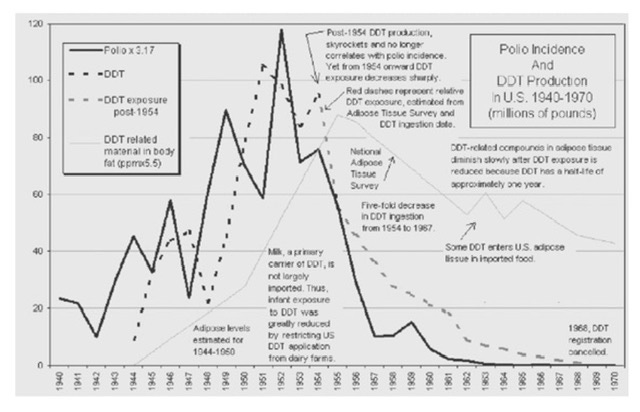 120
100
80
60
40
20
0
Polio x 3.17
DDT
DDT exposure
post-1954
DDT related
material in body
fat (ppmx5.5)
Post-1954 DDT production,
skyrockets and no longer
correlates with polio incidence.
Yet from 1954 onward DDT
exposure decreases sharply.
Red dashes represent relative
DDT exposure, estimated from
Adipose Tissue Survey and
DDT ingestion data.
Polio Incidence
And
DDT Production
In U.S. 1940-1970
(millions of pounds)
National
Adipose
Tissue
Survey
DDT-related compounds in adipose tissue
diminish slowly after DDT exposure is
reduced because DDT has a half-life of
approximately one year.
Five-fold decrease
in DDT ingestion
from 1954 to 1967.
Some DDT enters U.S. adipose
tissue in imported food.
Milk, a primary
carrier of DDT, is
not largely
imported. Thus,
infant exposure
to DDT was
greatly reduced
by restricting US
DDT application
from dairy farms.
Adipose levels
estimated for
1944-1960
1968, DDT
registration
cancelled.
1940 1941 1942 1943 1944 1945 1946 1947 1948 1949 1950 1951 1952 1953 1954 1955 1956 1957 1958 1959 1960 1961 1962 1963 1964 1965 1966 1967 1968 1969 1970